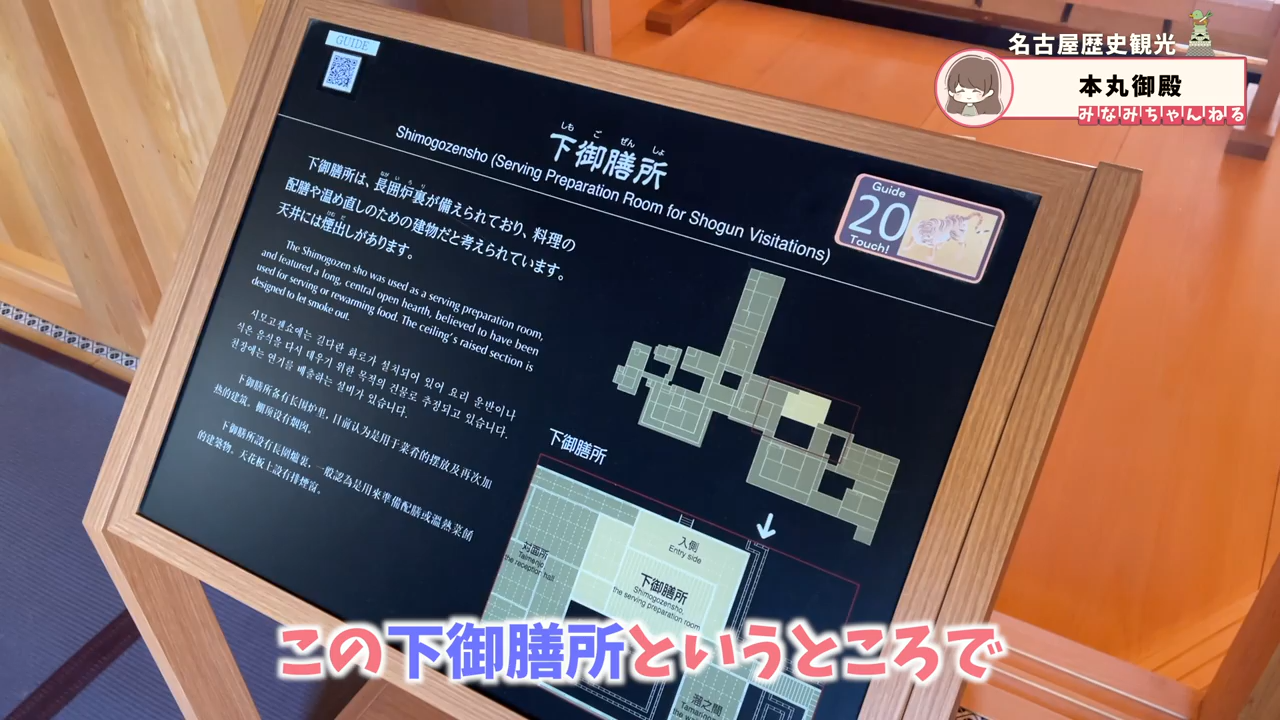 名古屋歴史観光
本丸御殿
みなみちゃんねる
GUIDE
しもごぜんしょ
下御膳所
Shimogozensho (Serving Preparation Room for Shogun Visitations)
Guide
20
Touch!
下御膳所は、長囲炉裏が備えられており、料理の
配膳や温め直しのための建物だと考えられています。
天井には煙出しがあります。
The Shimogozen sho was used as a serving preparation room,
and featured a long, central open hearth, believed to have been
used for serving or rewarming food. The ceiling's raised section is
designed to let smoke out.
시모고젠쇼에는 길다란 화로가 설치되어 있어 요리 운반이나
식은 음식을 다시 데우기 위한 목적의 건물로 추정되고 있습니다.
천장에는 연기를 배출하는 설비가 있습니다.
下御膳所备有长围炉里，目前认为是用于菜肴的摆放及再次加
热的建筑。棚顶设有烟囱。
下御膳所設有長圍爐裏，一般認為是用來準備配膳或溫熱菜餚
的建築物。天花板上設有排煙窗。
下御膳所
入側
Entry side
対面所
Taimenjo
the reception hall
下御膳所
Shimogozensho,
the serving preparation room
溜之間
この下御膳所というところで